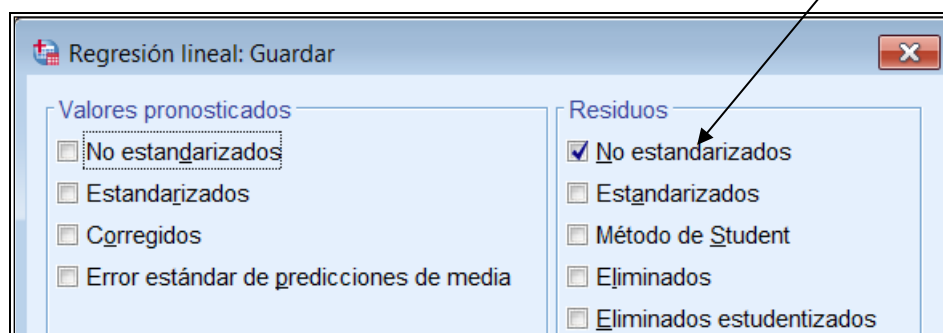 Regresión lineal: Guardar
Valores pronosticados
No estandarizados
Estandarizados
Corregidos
Error estándar de predicciones de media
Residuos
No estandarizados
Estandarizados
Método de Student
Eliminados
Eliminados estudentizados